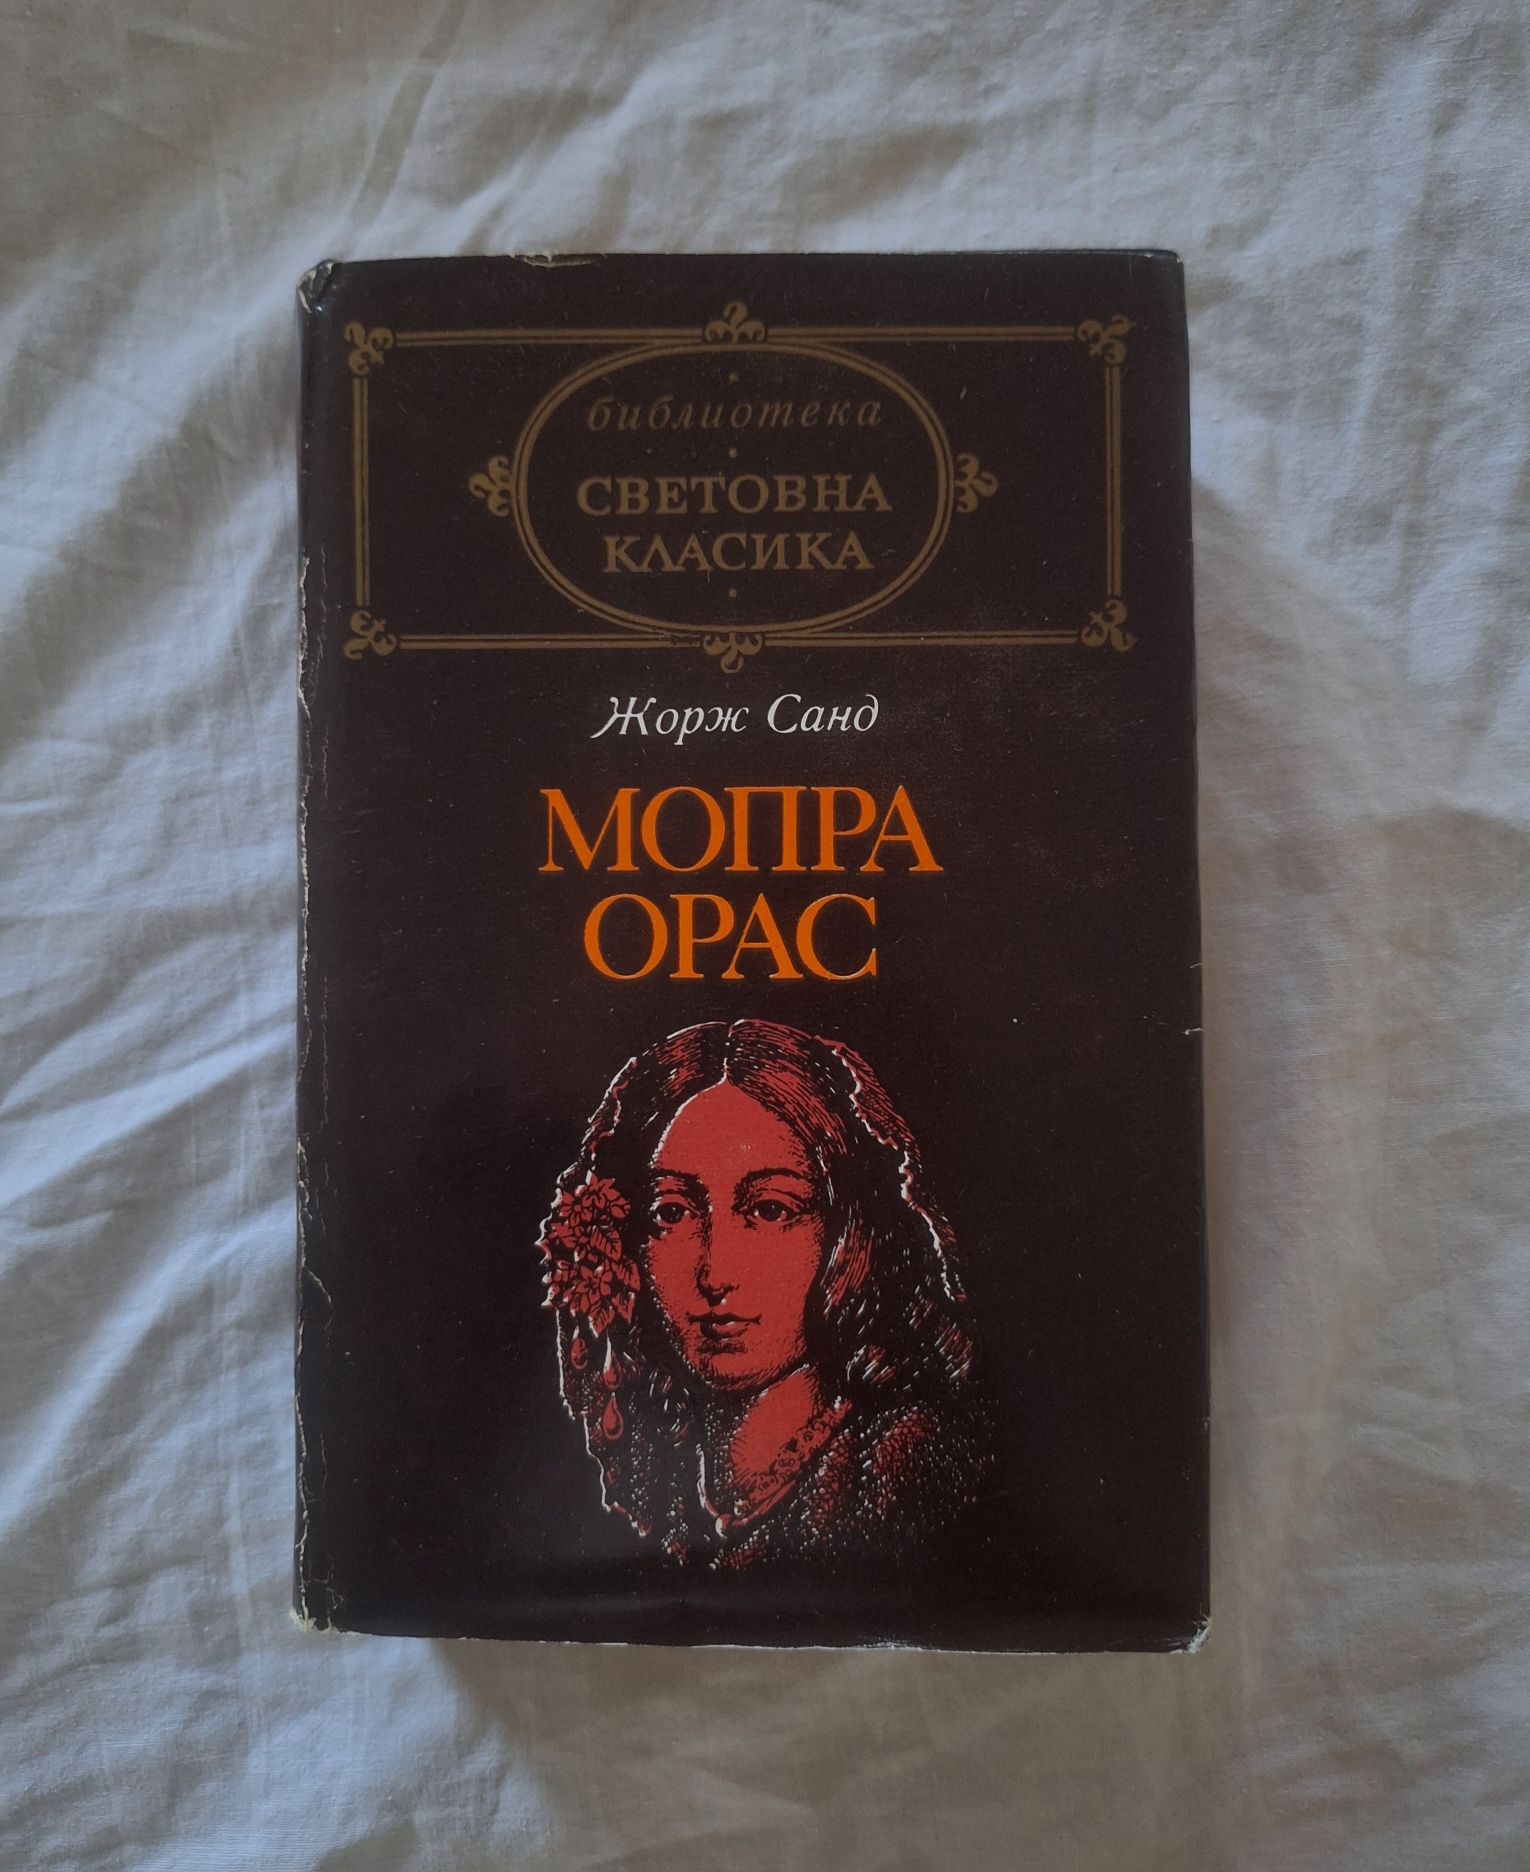 библиотека
СВЕТОВНА
КЛАСИКА
Жорж Санд
МОПРА
ОРАС